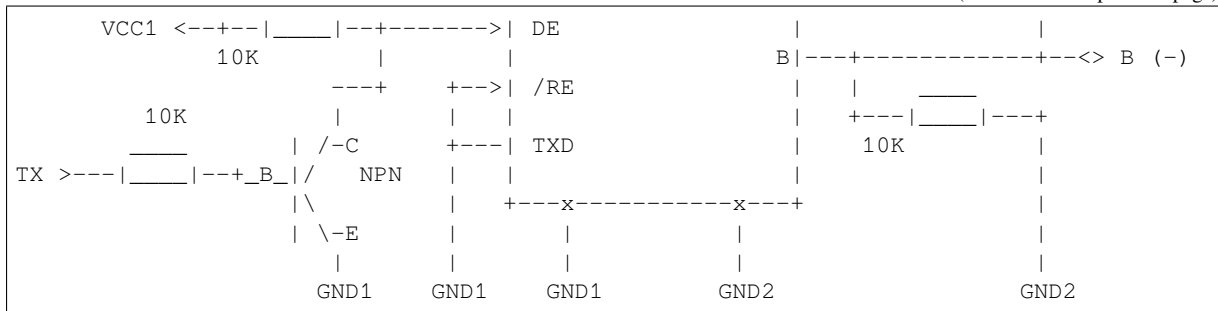 VCC1 <--+--|____|--+------->| DE | |
10K | | B|---+------------+--<> B (-)
---+ +-->| /RE | | ____
10K | | | | +---|____|---+
____ | /-C +---| TXD | 10K |
TX >---|____|--+_B_|/ NPN | | | |
|\ | +---x-----------x---+ |
| \-E | | | |
| | | | |
GND1 GND1 GND1 GND2 GND2